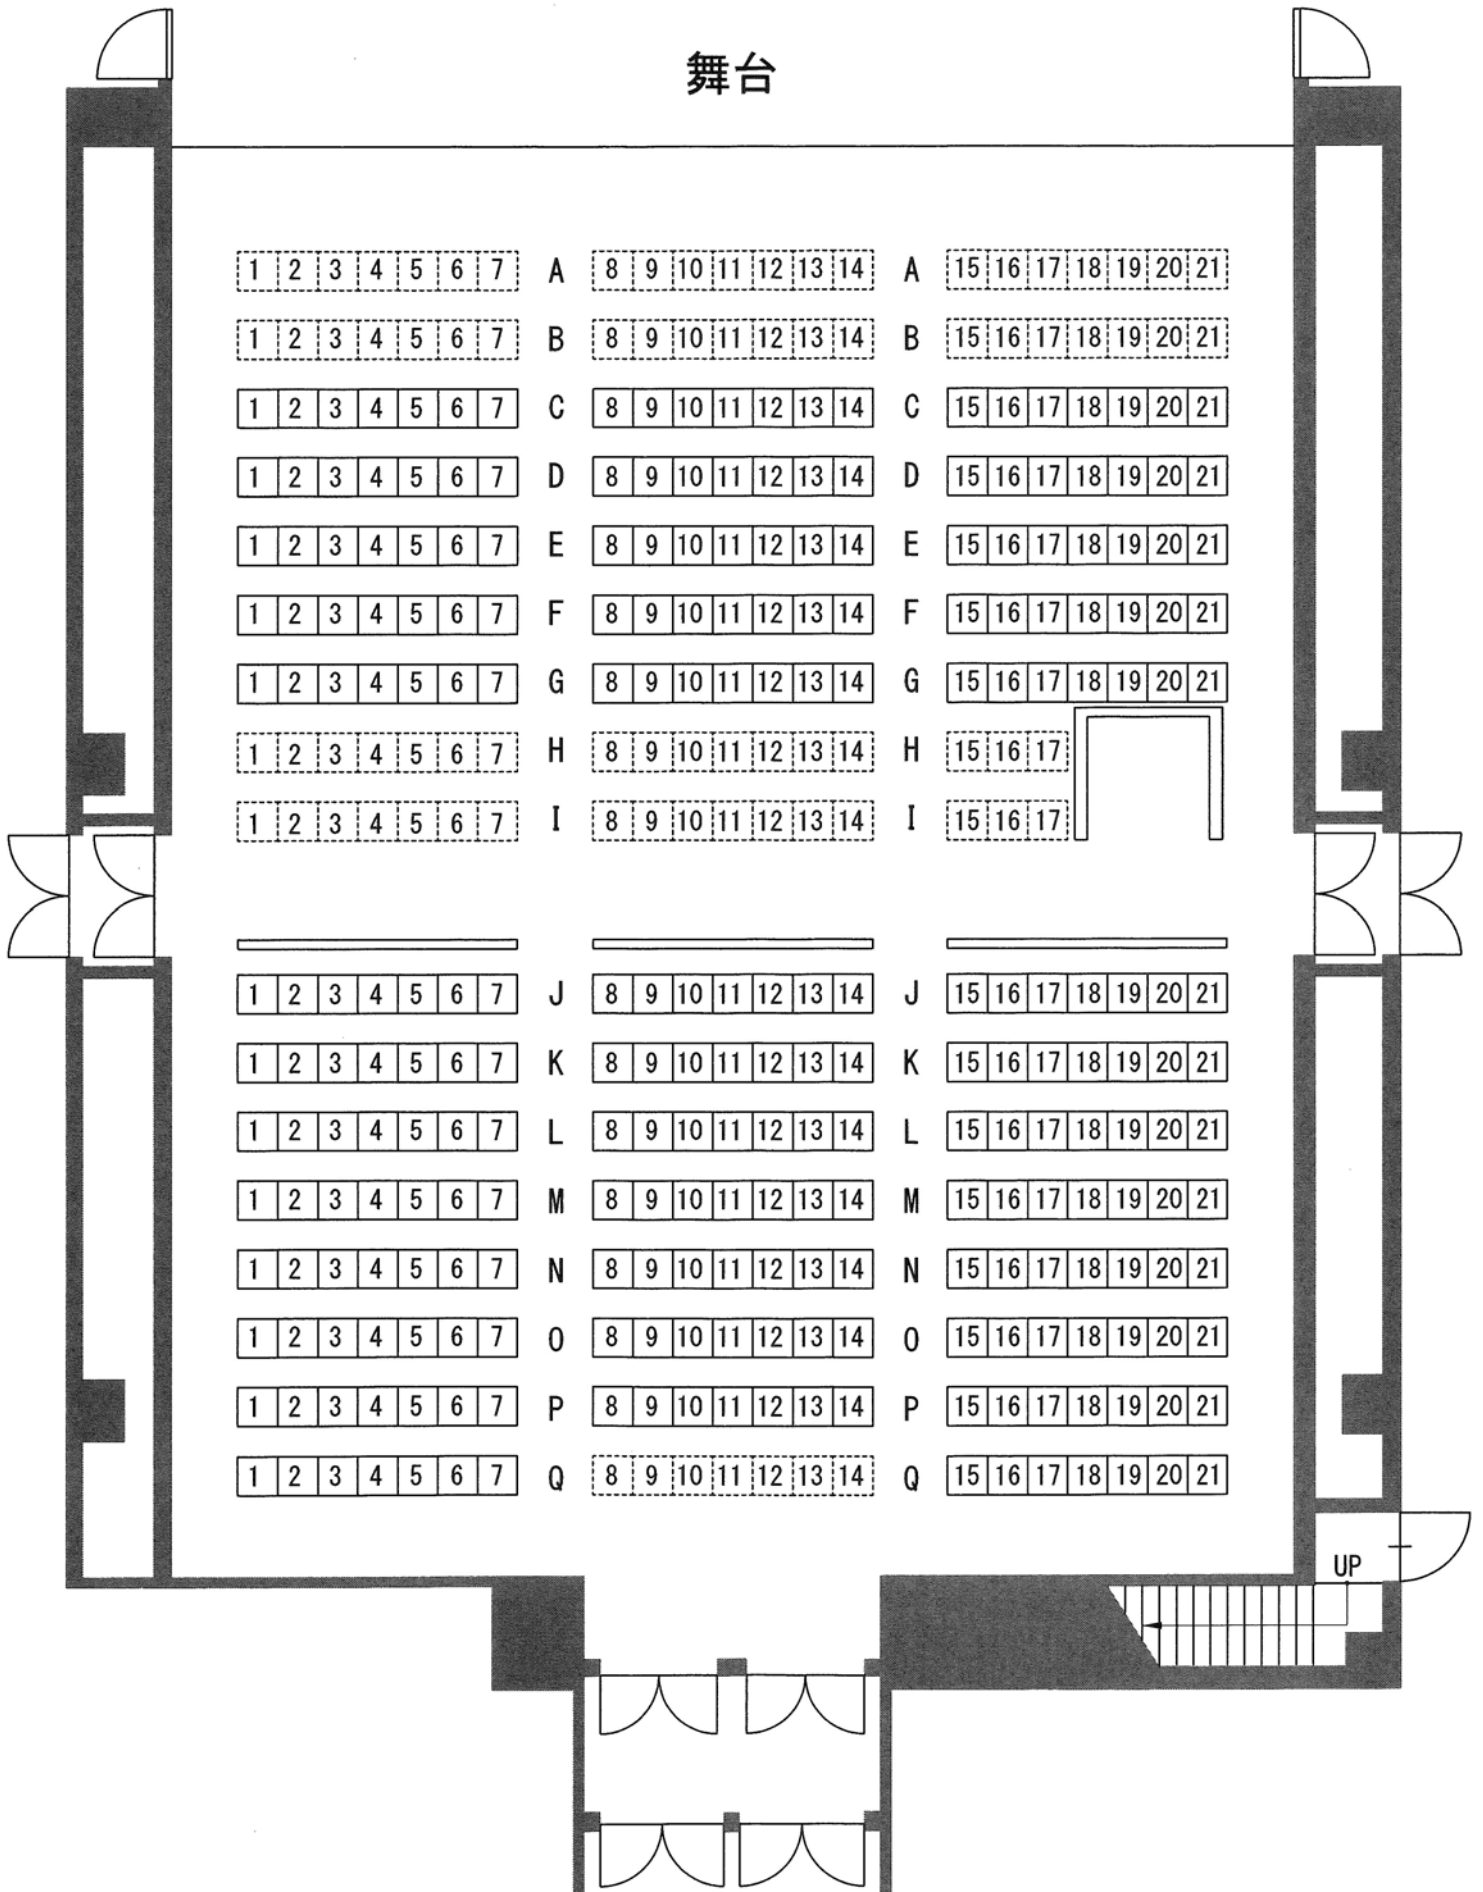 舞台
1 2 3 4 5 6 7 A 8 9 10 11 12 13 14 A 15 16 17 18 19 20 21
1 2 3 4 5 6 7 B 8 9 10 11 12 13 14 B 15 16 17 18 19 20 21
1 2 3 4 5 6 7 C 8 9 10 11 12 13 14 C 15 16 17 18 19 20 21
1 2 3 4 5 6 7 D 8 9 10 11 12 13 14 D 15 16 17 18 19 20 21
1 2 3 4 5 6 7 E 8 9 10 11 12 13 14 E 15 16 17 18 19 20 21
1 2 3 4 5 6 7 F 8 9 10 11 12 13 14 F 15 16 17 18 19 20 21
1 2 3 4 5 6 7 G 8 9 10 11 12 13 14 G 15 16 17 18 19 20 21
1 2 3 4 5 6 7 H 8 9 10 11 12 13 14 H 15 16 17
1 2 3 4 5 6 7 I 8 9 10 11 12 13 14 I 15 16 17
1 2 3 4 5 6 7 J 8 9 10 11 12 13 14 J 15 16 17 18 19 20 21
1 2 3 4 5 6 7 K 8 9 10 11 12 13 14 K 15 16 17 18 19 20 21
1 2 3 4 5 6 7 L 8 9 10 11 12 13 14 L 15 16 17 18 19 20 21
1 2 3 4 5 6 7 M 8 9 10 11 12 13 14 M 15 16 17 18 19 20 21
1 2 3 4 5 6 7 N 8 9 10 11 12 13 14 N 15 16 17 18 19 20 21
1 2 3 4 5 6 7 O 8 9 10 11 12 13 14 O 15 16 17 18 19 20 21
1 2 3 4 5 6 7 P 8 9 10 11 12 13 14 P 15 16 17 18 19 20 21
1 2 3 4 5 6 7 Q 8 9 10 11 12 13 14 Q 15 16 17 18 19 20 21
UP